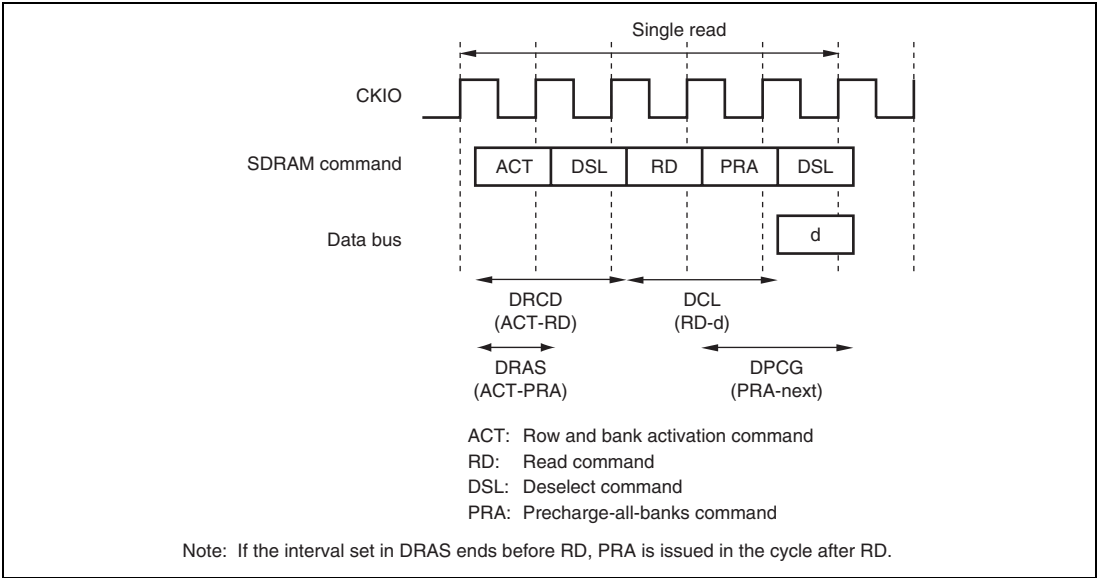 Single read
CKIO
SDRAM command
ACT DSL RD PRA DSL
Data bus
d
DRCD
(ACT-RD)
DCL
(RD-d)
DRAS
(ACT-PRA)
DPCG
(PRA-next)
ACT: Row and bank activation command
RD: Read command
DSL: Deselect command
PRA: Precharge-all-banks command
Note: If the interval set in DRAS ends before RD, PRA is issued in the cycle after RD.